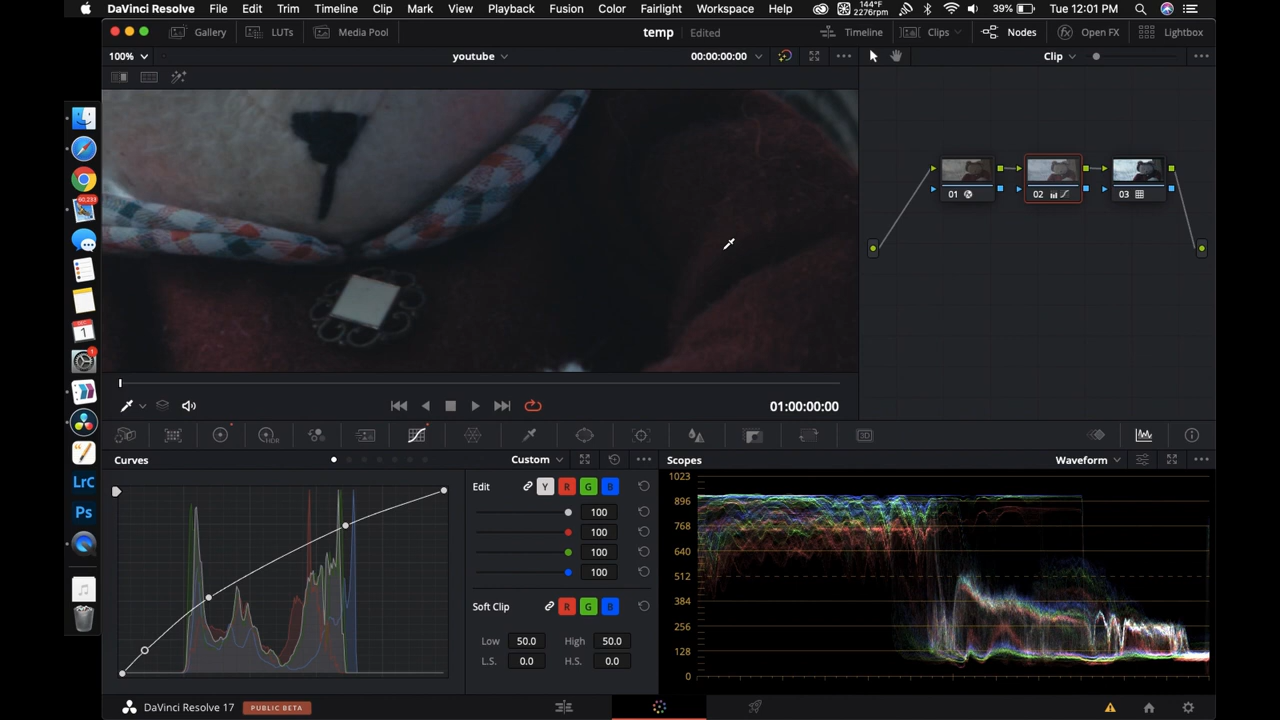 DaVinci Resolve File Edit Trim Timeline Clip Mark View Playback Fusion Color Fairlight Workspace Help 144°F 2276rpm 39% Tue 12:01 PM
Gallery LUTs Media Pool temp Edited Timeline Clips Nodes Open FX Lightbox
100% youtube 00:00:00:00 Clip
01 02 03
01:00:00:00
Curves Custom Scopes Waveform
Edit Y R G B
100
100
100
100
Soft Clip R G B
Low 50.0 High 50.0
L.S. 0.0 H.S. 0.0
1023
896
768
640
512
384
256
128
0
1
LrC
Ps
DaVinci Resolve 17 PUBLIC BETA